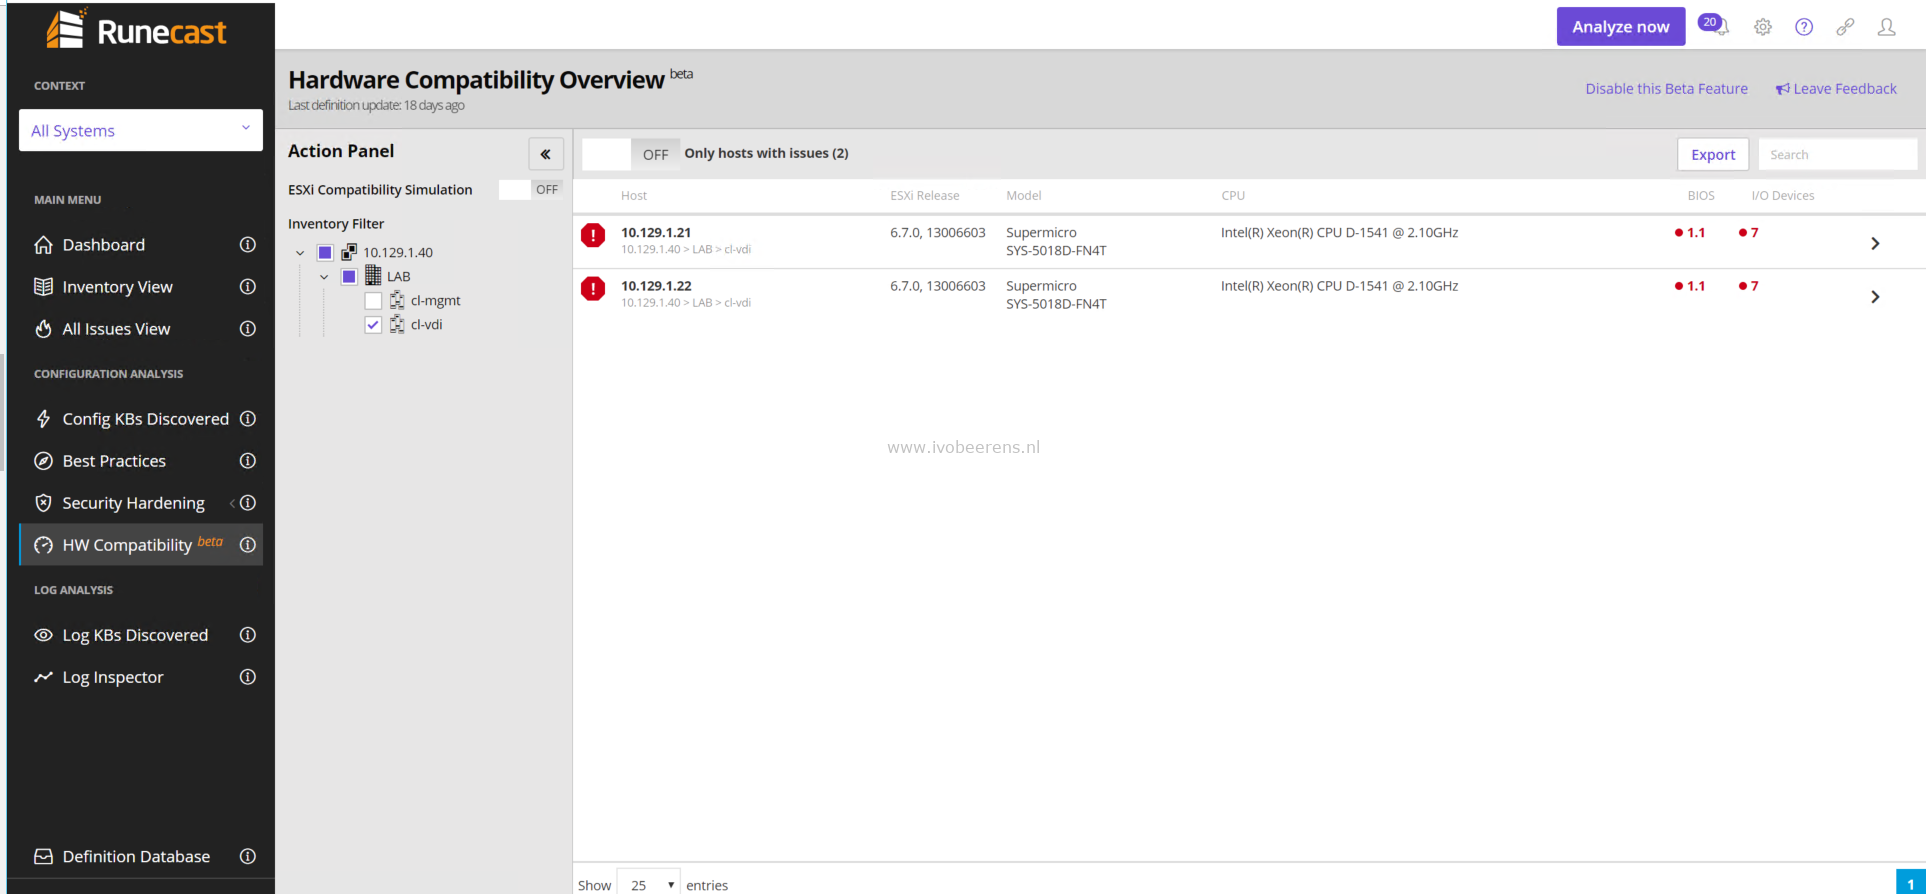 Runecast
CONTEXT
All Systems
MAIN MENU
Dashboard
Inventory View
All Issues View
CONFIGURATION ANALYSIS
Config KBs Discovered
Best Practices
Security Hardening
HW Compatibility beta
LOG ANALYSIS
Log KBs Discovered
Log Inspector
Definition Database
Analyze now
20
Hardware Compatibility Overview beta
Last definition update: 18 days ago
Disable this Beta Feature
Leave Feedback
Action Panel
ESXi Compatibility Simulation OFF
Inventory Filter
10.129.1.40
LAB
cl-mgmt
cl-vdi
OFF Only hosts with issues (2)
Export
Search
Host ESXi Release Model CPU BIOS I/O Devices
10.129.1.21 6.7.0, 13006603 Supermicro Intel(R) Xeon(R) CPU D-1541 @ 2.10GHz 1.1 7
10.129.1.40 > LAB > cl-vdi SYS-5018D-FN4T
10.129.1.22 6.7.0, 13006603 Supermicro Intel(R) Xeon(R) CPU D-1541 @ 2.10GHz 1.1 7
10.129.1.40 > LAB > cl-vdi SYS-5018D-FN4T
www.ivobeerens.nl
Show 25 entries
1